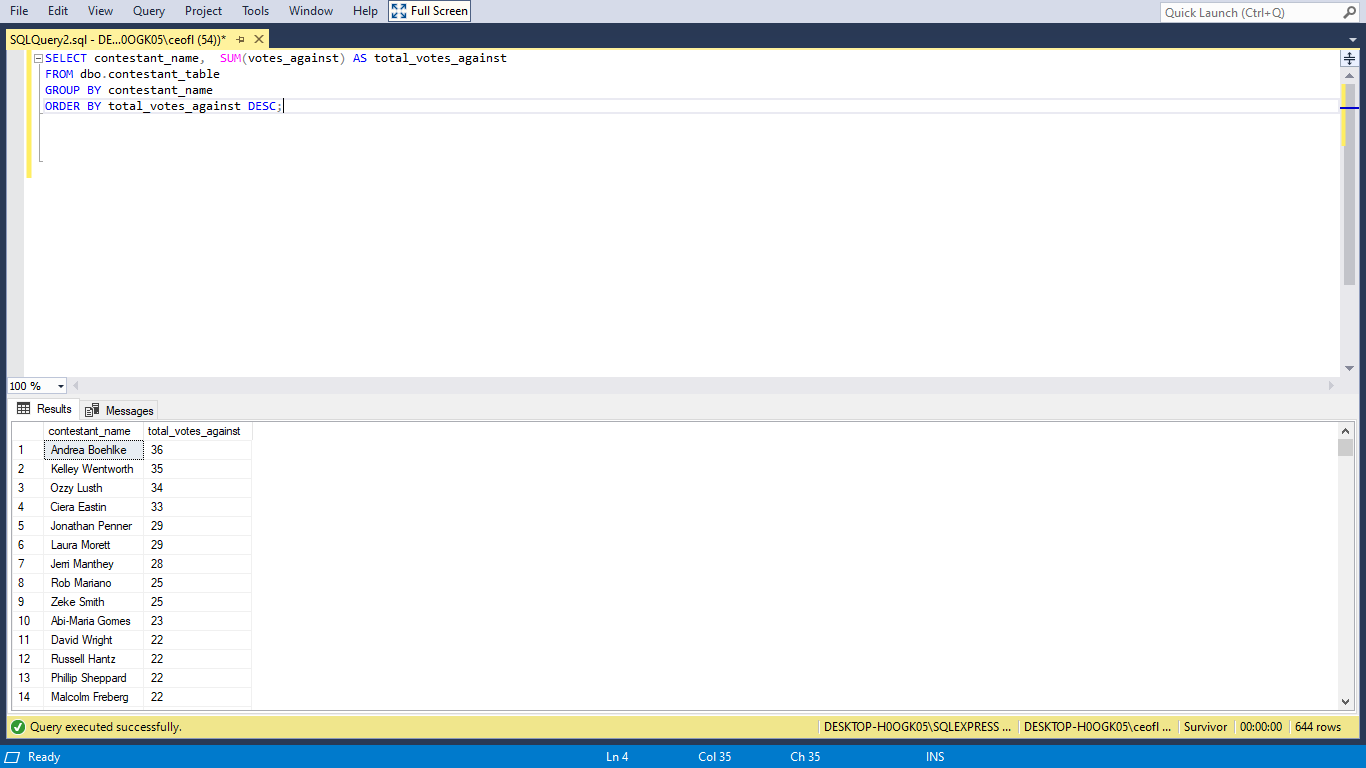 File Edit View Query Project Tools Window Help Full Screen Quick Launch (Ctrl+Q)
SQLQuery2.sql - DE...0OGK05\ceofl (54))*
SELECT contestant_name,  SUM(votes_against) AS total_votes_against
FROM dbo.contestant_table
GROUP BY contestant_name
ORDER BY total_votes_against DESC;
100 %
Results Messages
contestant_name total_votes_against
1 Andrea Boehlke 36
2 Kelley Wentworth 35
3 Ozzy Lusth 34
4 Ciera Eastin 33
5 Jonathan Penner 29
6 Laura Morett 29
7 Jerri Manthey 28
8 Rob Mariano 25
9 Zeke Smith 25
10 Abi-Maria Gomes 23
11 David Wright 22
12 Russell Hantz 22
13 Phillip Sheppard 22
14 Malcolm Freberg 22
Query executed successfully. DESKTOP-H0OGK05\SQLEXPRESS ... DESKTOP-H0OGK05\ceofl ... Survivor 00:00:00 644 rows
Ready Ln 4 Col 35 Ch 35 INS